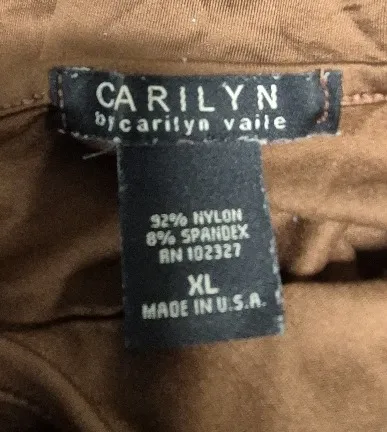 CARILYN
by carilyn vaile
92% NYLON
8% SPANDEX
RN 102327
XL
MADE IN U.S.A.